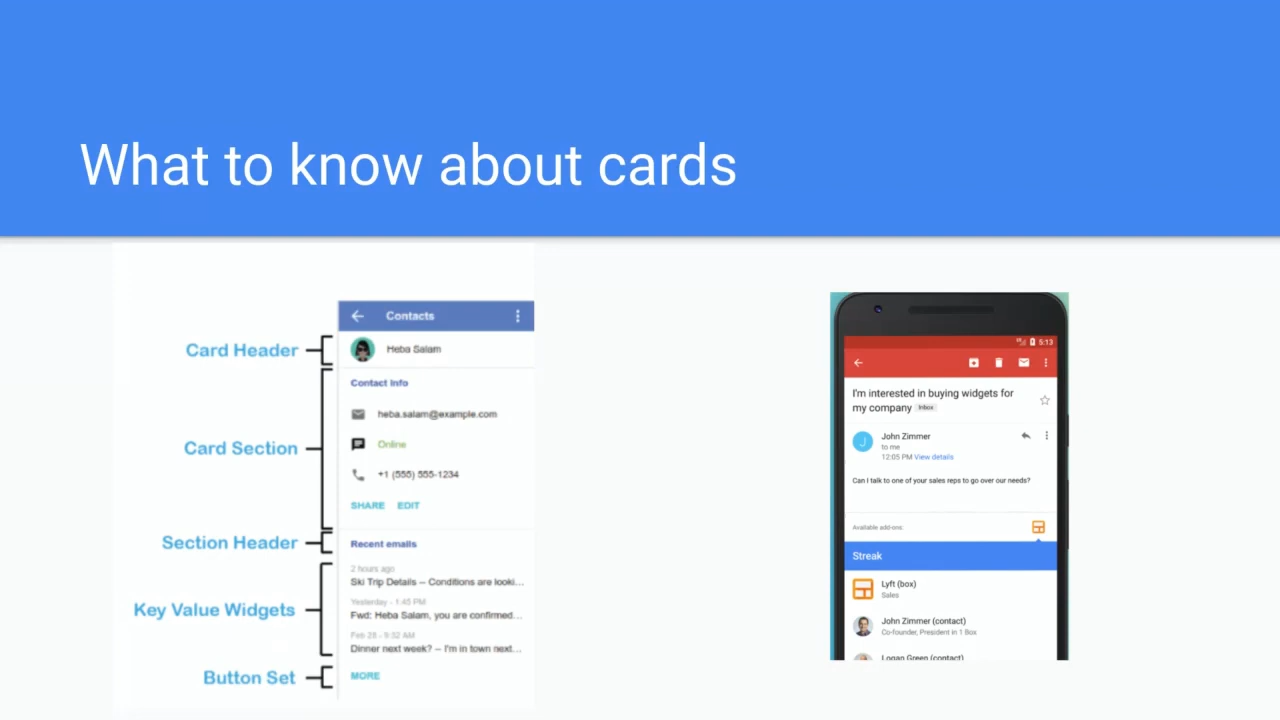 What to know about cards
Contacts
Card Header
Heba Salam
Contact Info
heba.salam@example.com
Card Section
Online
+1 (555) 555-1234
SHARE EDIT
Section Header
Recent emails
2 hours ago
Ski Trip Details – Conditions are looki...
Yesterday - 1:45 PM
Key Value Widgets
Fwd: Heba Salam, you are confirmed...
Feb 28 - 9:32 AM
Dinner next week? – I'm in town next...
Button Set
MORE
5:13
I'm interested in buying widgets for
my company Inbox
J
John Zimmer
to me
12:05 PM View details
Can I talk to one of your sales reps to go over our needs?
Available add-ons:
Streak
Lyft (box)
Sales
John Zimmer (contact)
Co-founder, President in 1 Box
Logan Green (contact)